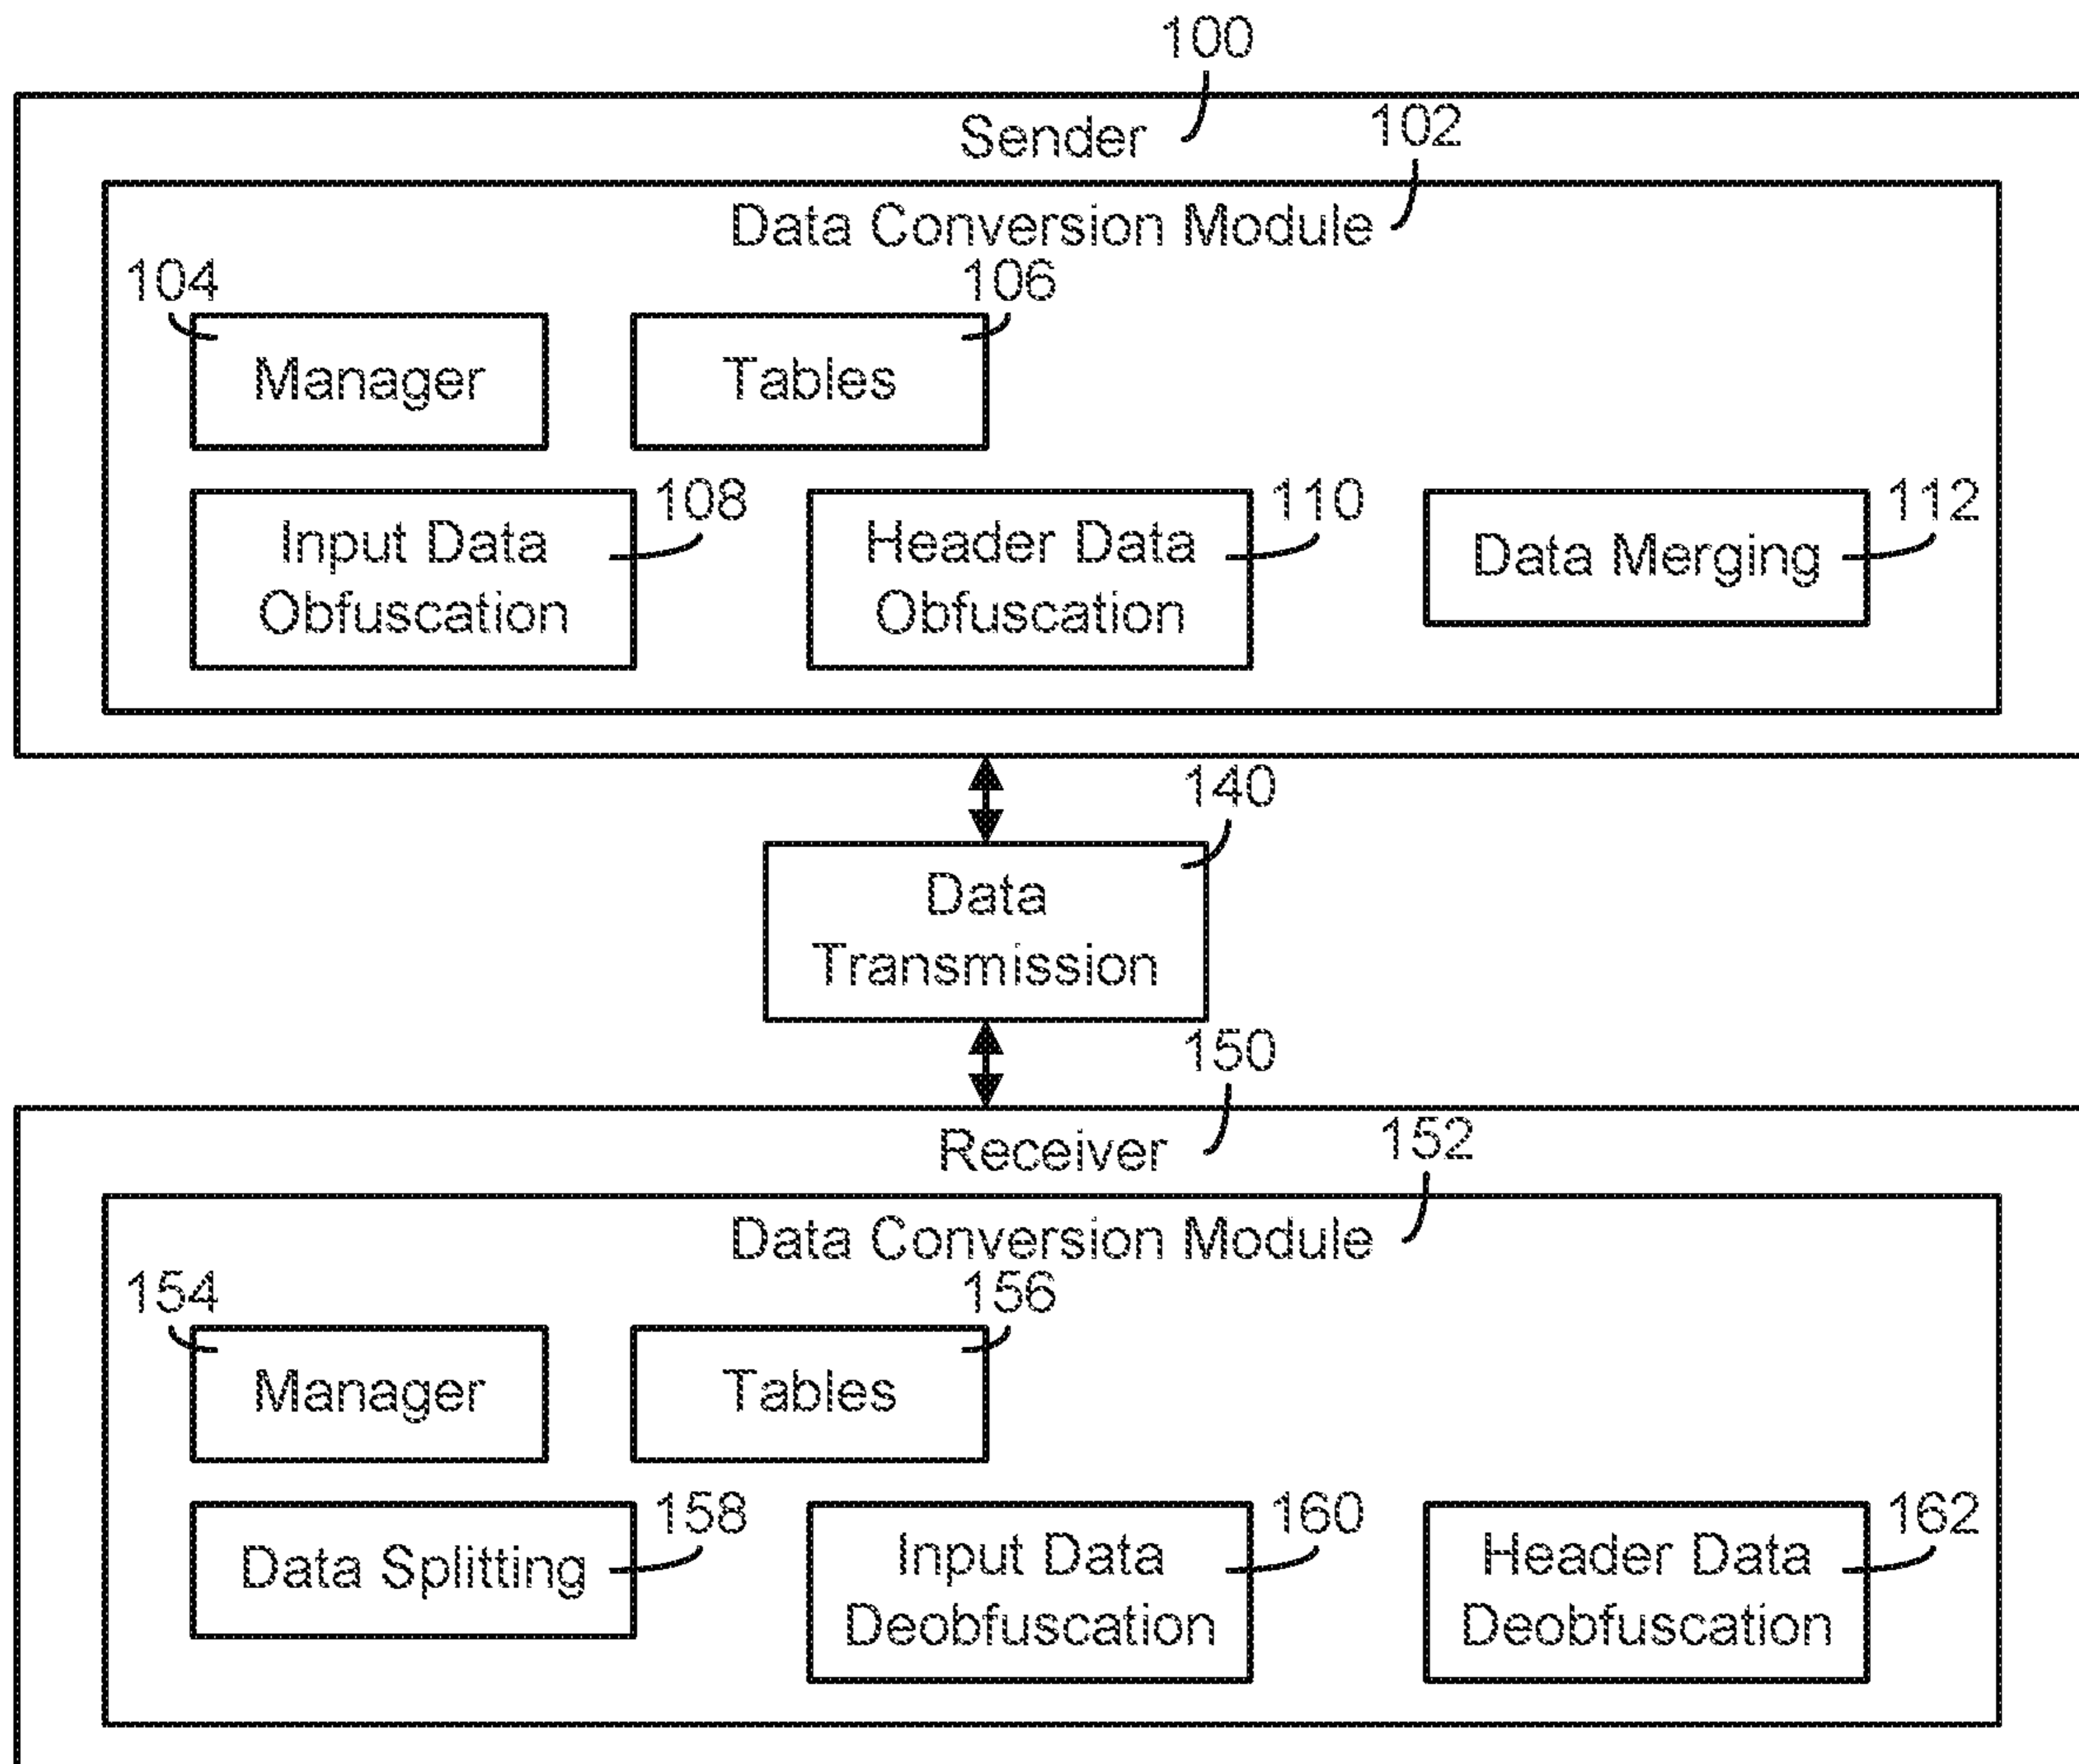 100
Sender
102
Data Conversion Module
104
106
Manager
Tables
108
110
112
Input Data
Obfuscation
Header Data
Obfuscation
Data Merging
140
Data
Transmission
150
Receiver
152
Data Conversion Module
154
156
Manager
Tables
158
160
162
Data Splitting
Input Data
Deobfuscation
Header Data
Deobfuscation